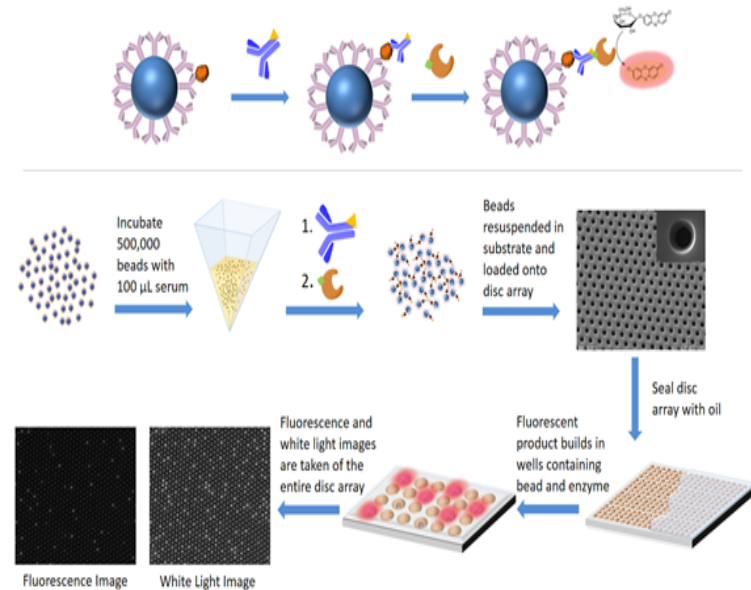 Incubate
500,000
beads with
100 µL serum
1.
2.
Beads
resuspended in
substrate and
loaded onto
disc array
Seal disc
array with oil
Fluorescent
product builds in
wells containing
bead and enzyme
Fluorescence and
white light images
are taken of the
entire disc array
Fluorescence Image
White Light Image